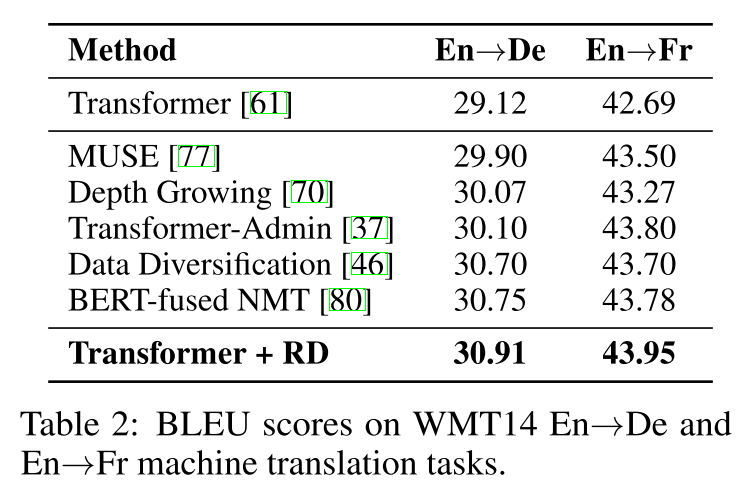 Method En→De En→Fr
Transformer [61] 29.12 42.69
MUSE [77] 29.90 43.50
Depth Growing [70] 30.07 43.27
Transformer-Admin [37] 30.10 43.80
Data Diversification [46] 30.70 43.70
BERT-fused NMT [80] 30.75 43.78
Transformer + RD 30.91 43.95
Table 2: BLEU scores on WMT14 En→De and
En→Fr machine translation tasks.